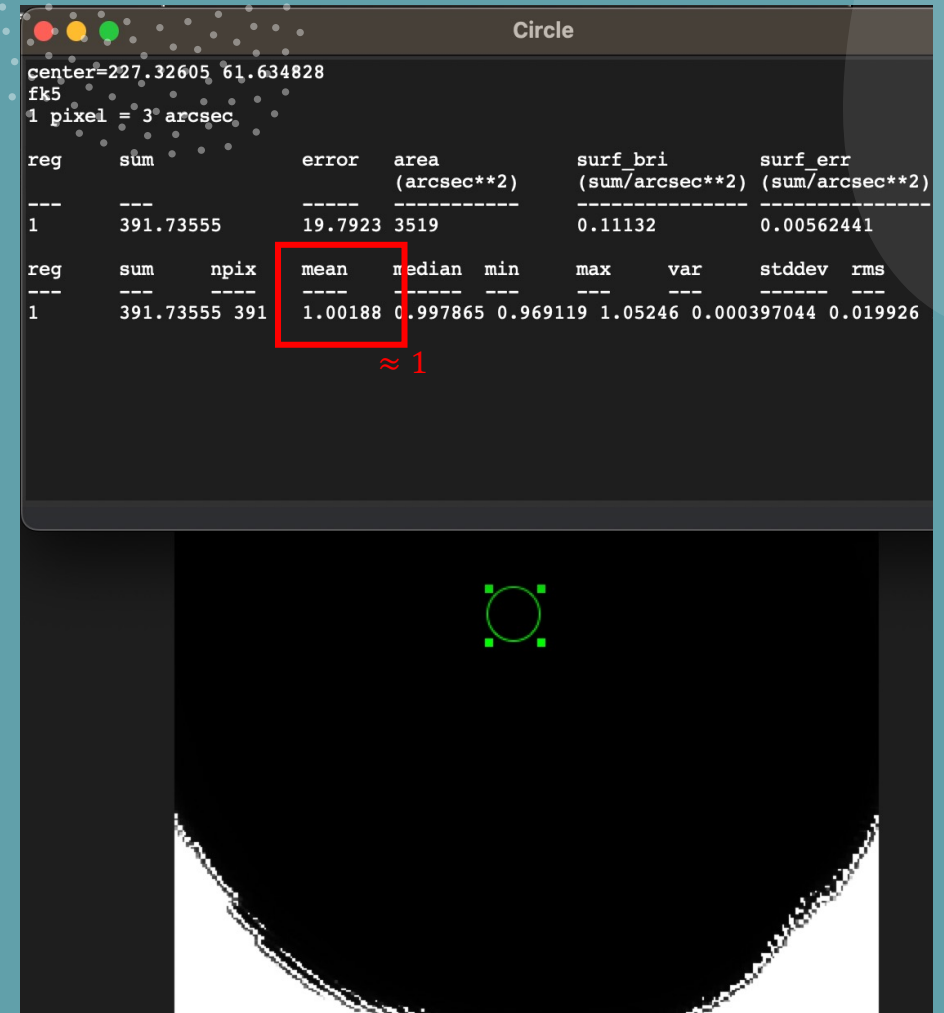 Circle
center=227.32605 61.634828
fk5
1 pixel = 3 arcsec
reg sum error area surf_bri surf_err
(arcsec**2) (sum/arcsec**2) (sum/arcsec**2)
--- --- ----- ----------- --------------- ---------------
1 391.73555 19.7923 3519 0.11132 0.00562441
reg sum npix mean median min max var stddev rms
--- --- ---- ---- ------ --- --- --- ------ ---
1 391.73555 391 1.00188 0.997865 0.969119 1.05246 0.000397044 0.019926
≈ 1